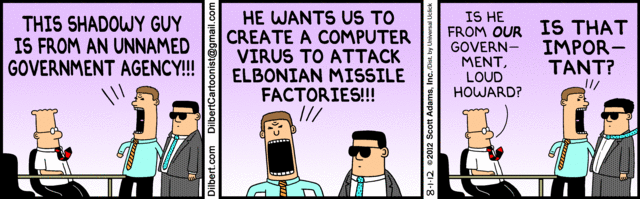 THIS SHADOWY GUY
IS FROM AN UNNAMED
GOVERNMENT AGENCY!!!
Dilbert.com DilbertCartoonist@gmail.com
HE WANTS US TO
CREATE A COMPUTER
VIRUS TO ATTACK
ELBONIAN MISSILE
FACTORIES!!!
8-1-12 ©2012 Scott Adams, Inc. /Dist. by Universal Uclick
IS HE
FROM OUR
GOVERN-
MENT,
LOUD
HOWARD?
IS THAT
IMPOR-
TANT?